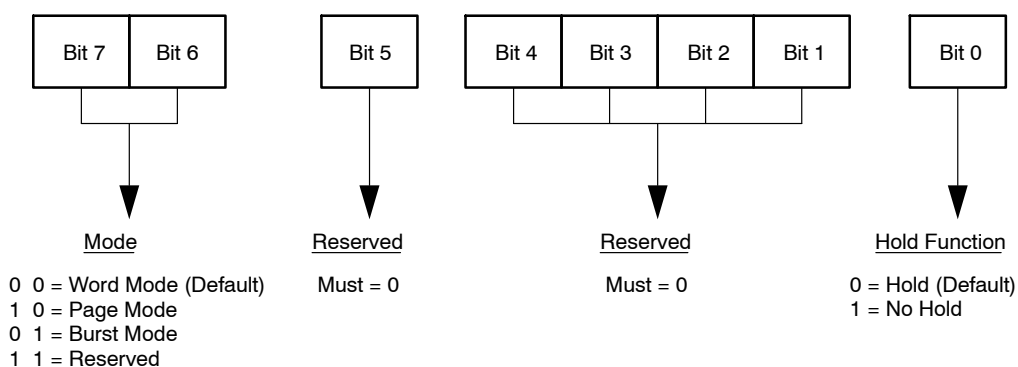 Bit 7 Bit 6 Bit 5 Bit 4 Bit 3 Bit 2 Bit 1 Bit 0
Mode
0 0 = Word Mode (Default)
1 0 = Page Mode
0 1 = Burst Mode
1 1 = Reserved
Reserved
Must = 0
Reserved
Must = 0
Hold Function
0 = Hold (Default)
1 = No Hold